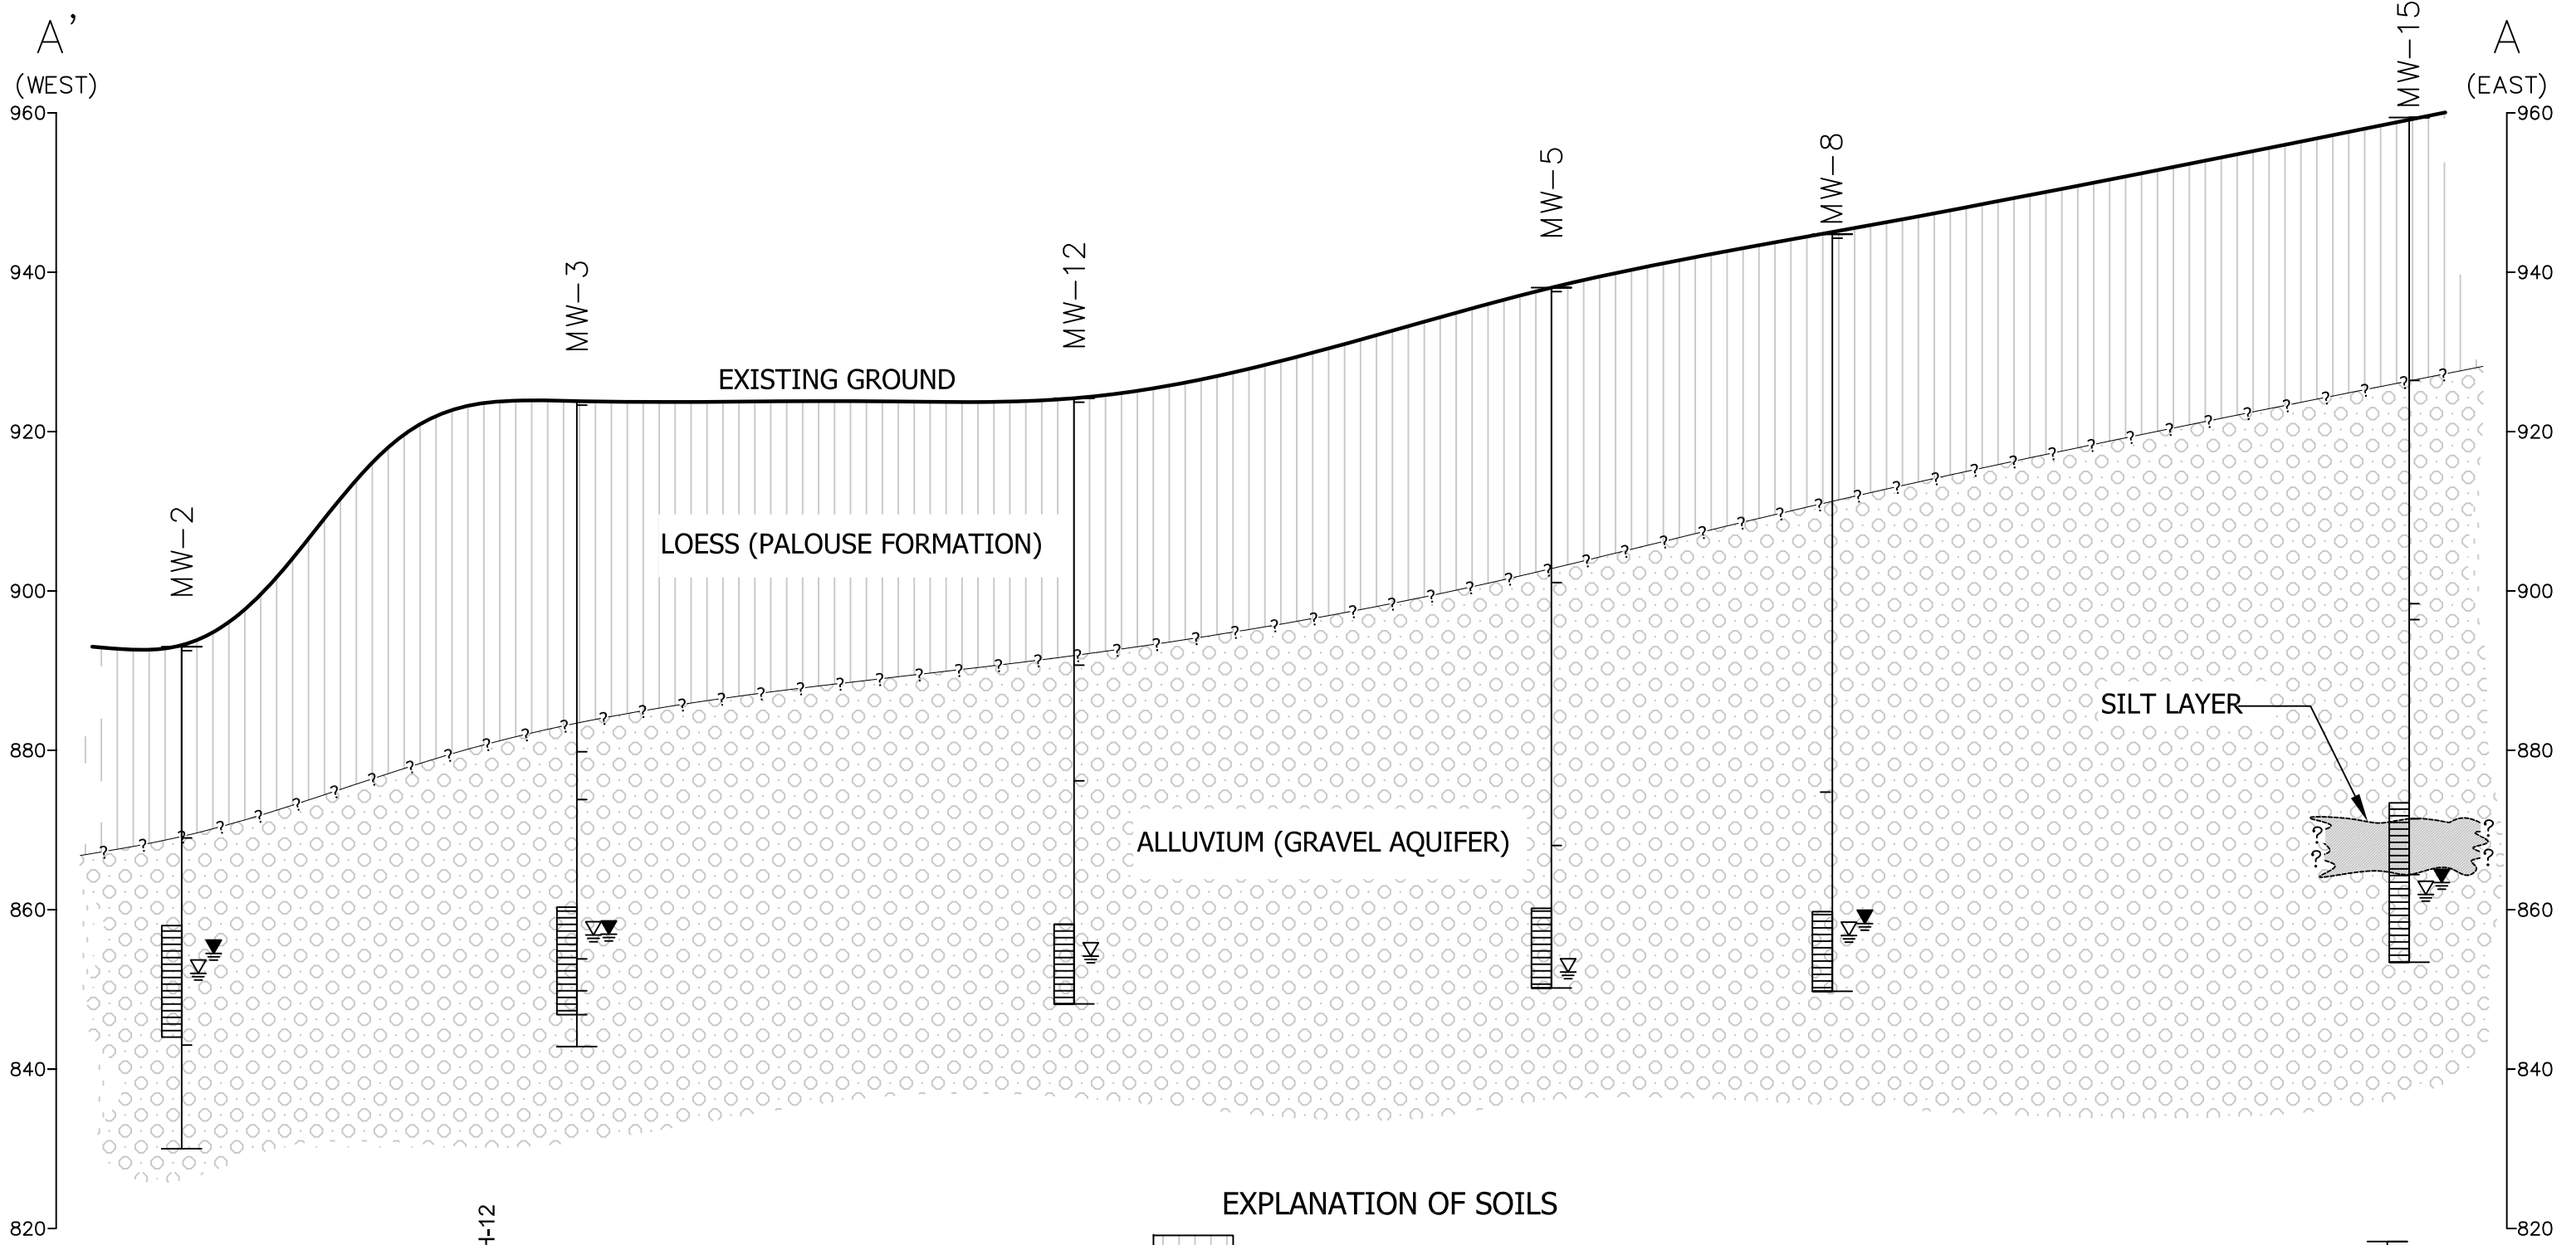 A'
A
(WEST)
(EAST)
MW-15
960
960
MW-8
MW-5
MW-12
MW-3
940
940
EXISTING GROUND
920
920
MW-2
LOESS (PALOUSE FORMATION)
900
900
SILT LAYER
880
880
ALLUVIUM (GRAVEL AQUIFER)
860
860
840
840
EXPLANATION OF SOILS
820
820